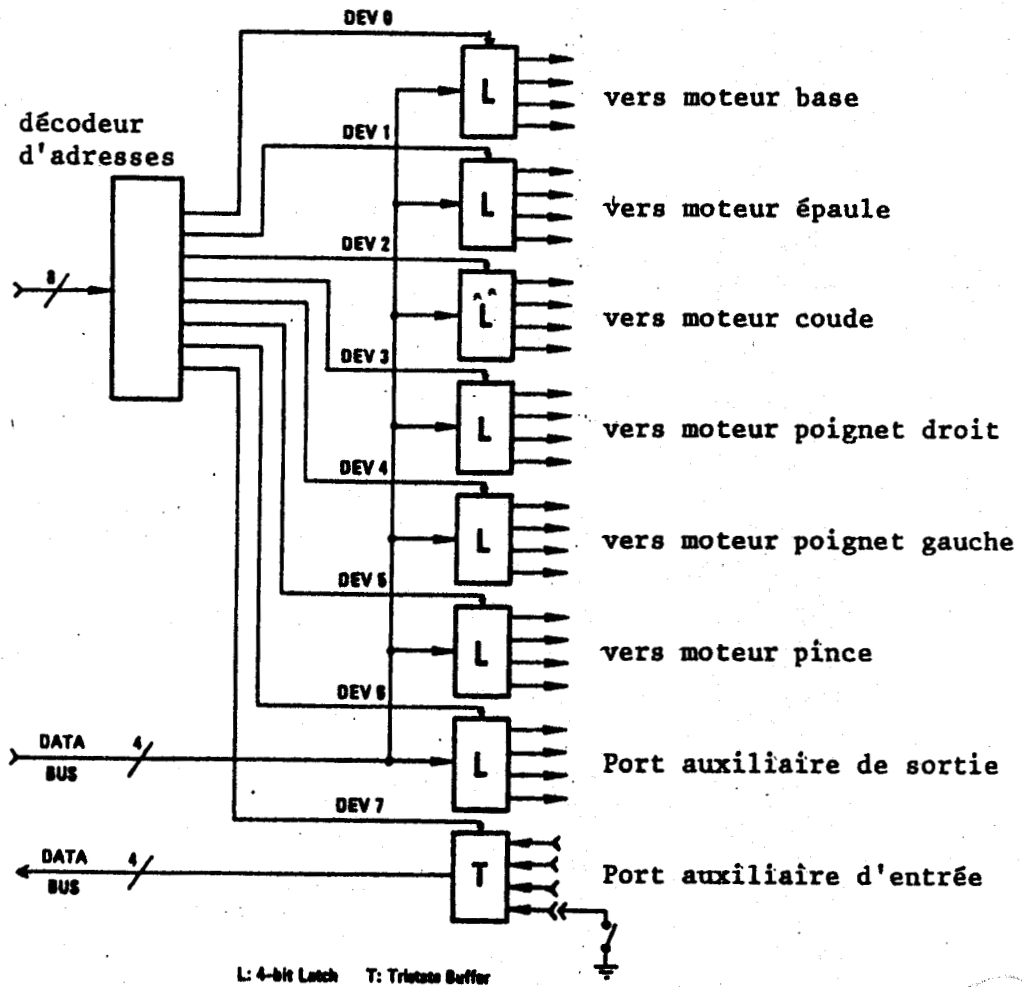 DEV 0
L
vers moteur base
décodeur
d'adresses
DEV 1
L
vers moteur épaule
DEV 2
8
L
vers moteur coude
DEV 3
L
vers moteur poignet droit
DEV 4
L
vers moteur poignet gauche
DEV 5
L
vers moteur pince
DEV 6
DATA
BUS
4
L
Port auxiliaire de sortie
DEV 7
DATA
BUS
4
T
Port auxiliaire d'entrée
L: 4-bit Latch T: Tristate Buffer